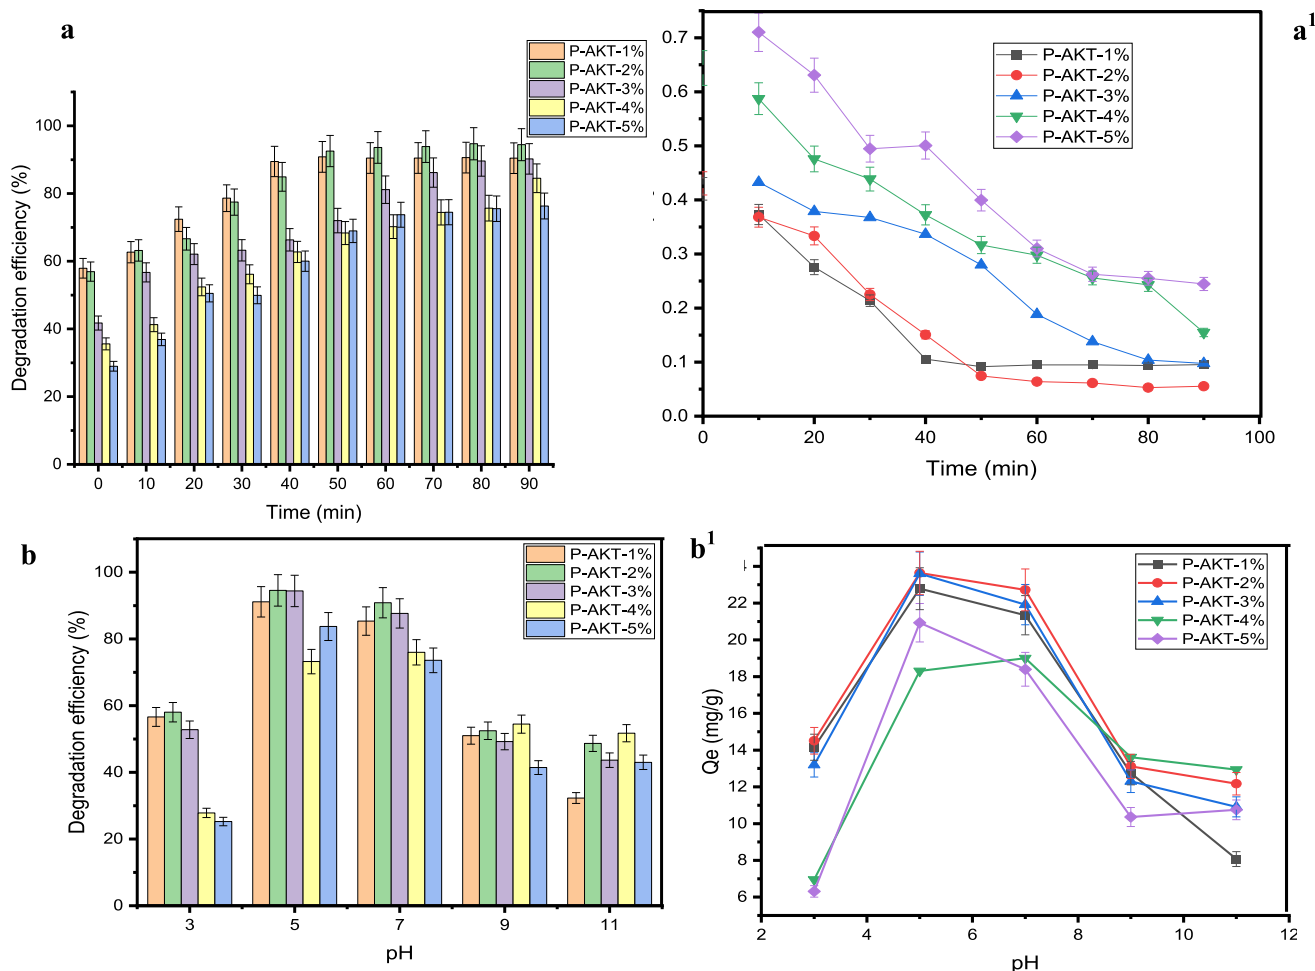 a
P-AKT-1%
P-AKT-2%
P-AKT-3%
P-AKT-4%
P-AKT-5%
Degradation efficiency (%)
100
80
60
40
20
0
0 10 20 30 40 50 60 70 80 90
Time (min)
a1
P-AKT-1%
P-AKT-2%
P-AKT-3%
P-AKT-4%
P-AKT-5%
0.7
0.6
0.5
0.4
0.3
0.2
0.1
0.0
0 20 40 60 80 100
Time (min)
b
P-AKT-1%
P-AKT-2%
P-AKT-3%
P-AKT-4%
P-AKT-5%
Degradation efficiency (%)
100
80
60
40
20
0
3 5 7 9 11
pH
b1
P-AKT-1%
P-AKT-2%
P-AKT-3%
P-AKT-4%
P-AKT-5%
Qe (mg/g)
22
20
18
16
14
12
10
8
6
2 4 6 8 10 12
pH